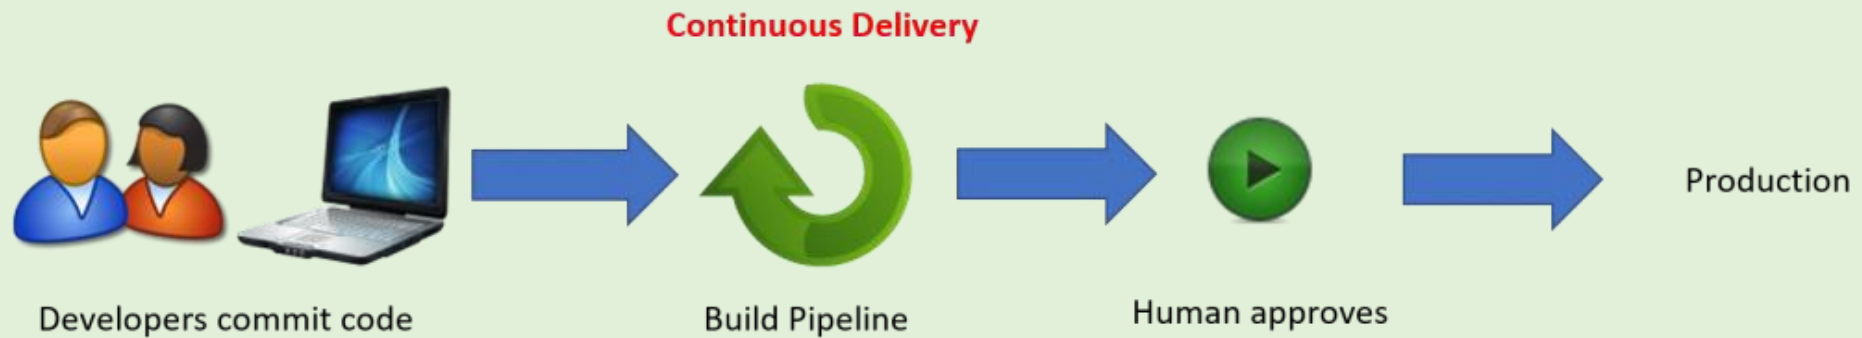 Continuous Delivery
Developers commit code
Build Pipeline
Human approves
Production